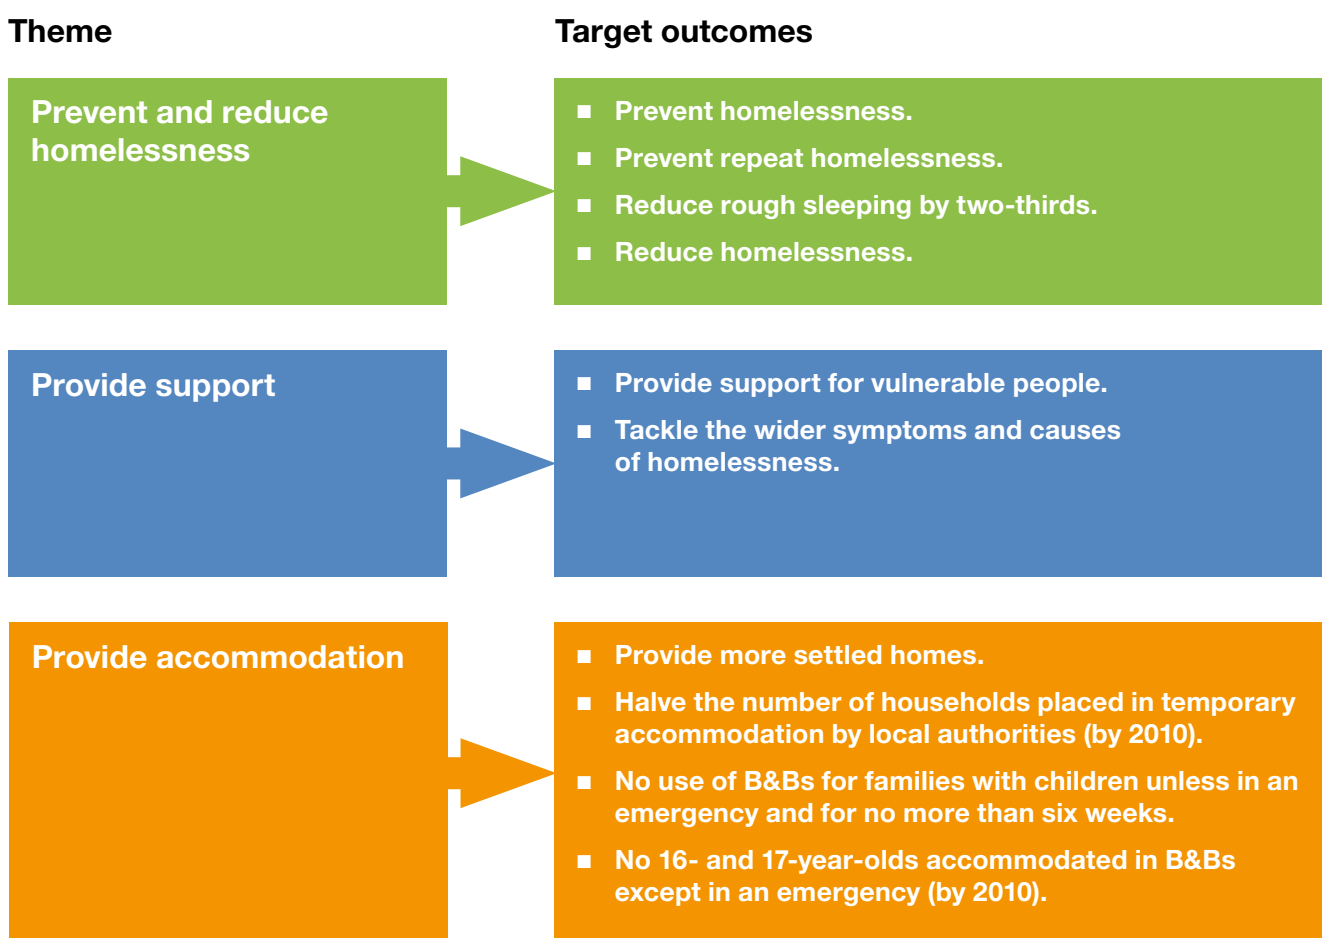 Theme
Target outcomes
Prevent and reduce
homelessness
■ Prevent homelessness.
■ Prevent repeat homelessness.
■ Reduce rough sleeping by two-thirds.
■ Reduce homelessness.
Provide support
■ Provide support for vulnerable people.
■ Tackle the wider symptoms and causes
of homelessness.
Provide accommodation
■ Provide more settled homes.
■ Halve the number of households placed in temporary
accommodation by local authorities (by 2010).
■ No use of B&Bs for families with children unless in an
emergency and for no more than six weeks.
■ No 16- and 17-year-olds accommodated in B&Bs
except in an emergency (by 2010).